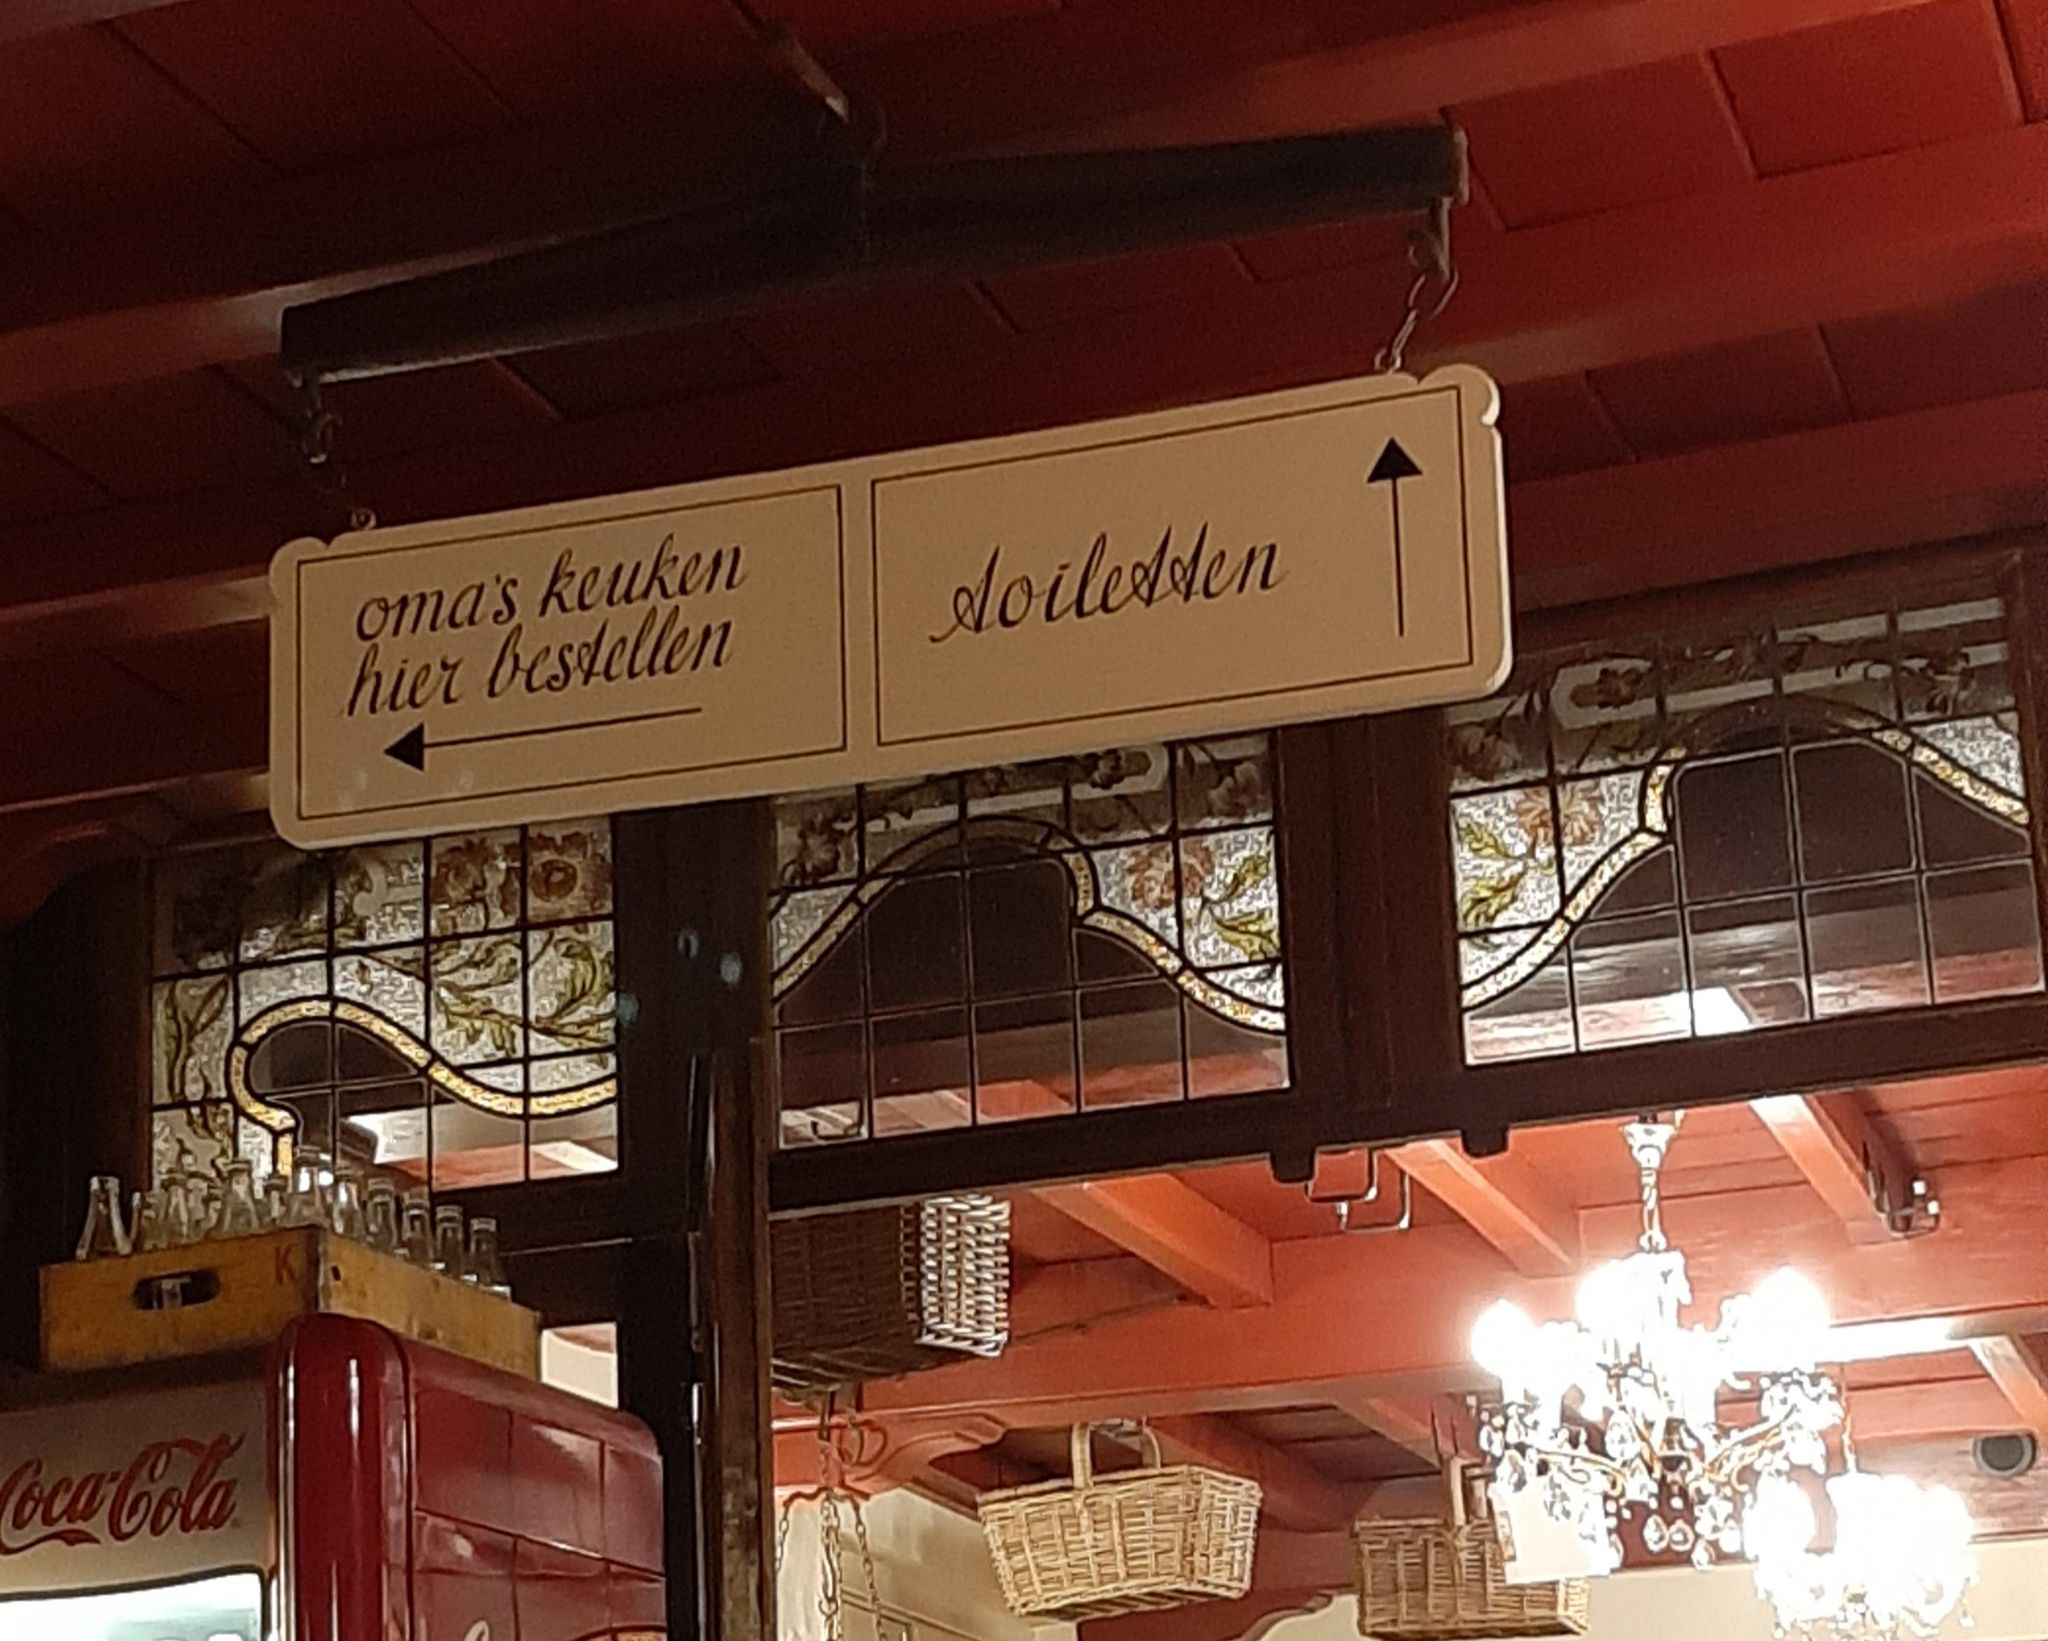 oma's keuken
hier bestellen
toiletten
K
Coca-Cola